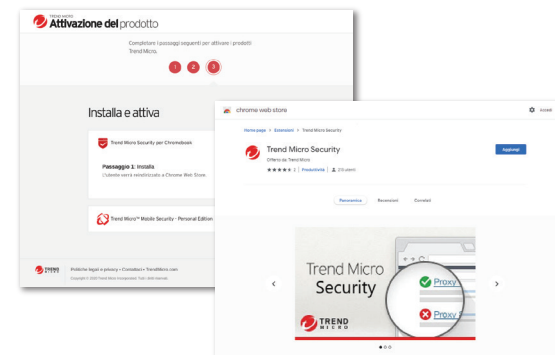 TREND MICRO
Attivazione del prodotto
Completare i passaggi seguenti per attivare i prodotti
Trend Micro.
1 2 3
Installa e attiva
Trend Micro Security per Chromebook
Passaggio 1: Installa
L'utente verrà reindirizzato a Chrome Web Store.
Trend Micro™ Mobile Security - Personal Edition
TREND MICRO
Politiche legali e privacy • Contattaci • TrendMicro.com
chrome web store
Accedi
Home page > Estensioni > Trend Micro Security
Trend Micro Security
Offerto da: Trend Micro
Produttività
Aggiungi
Panoramica Recensioni Correlati
Trend Micro
Security
Proxy
Proxy
TREND
MICRO